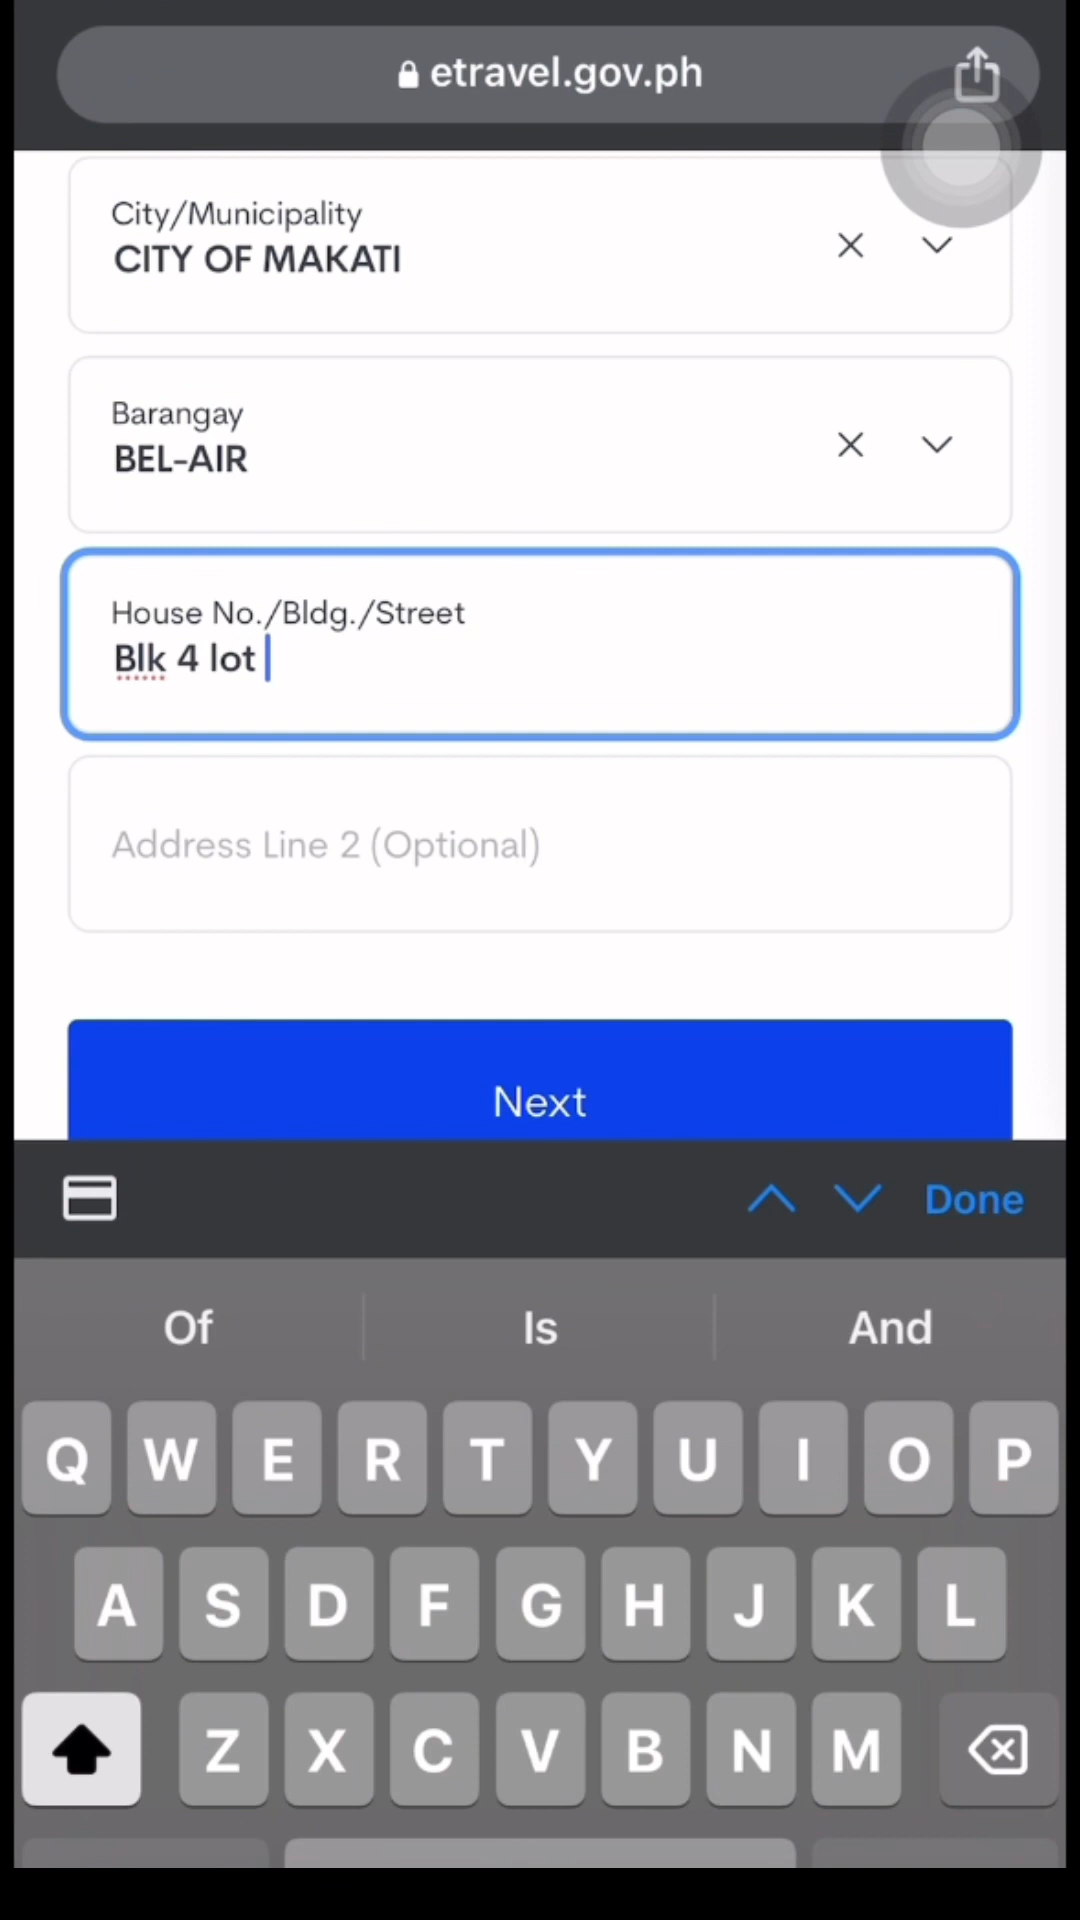 etravel.gov.ph
City/Municipality
CITY OF MAKATI
Barangay
BEL-AIR
House No./Bldg./Street
Blk 4 lot
Address Line 2 (Optional)
Next
Done
Of Is And
Q W E R T Y U I O P
A S D F G H J K L
Z X C V B N M